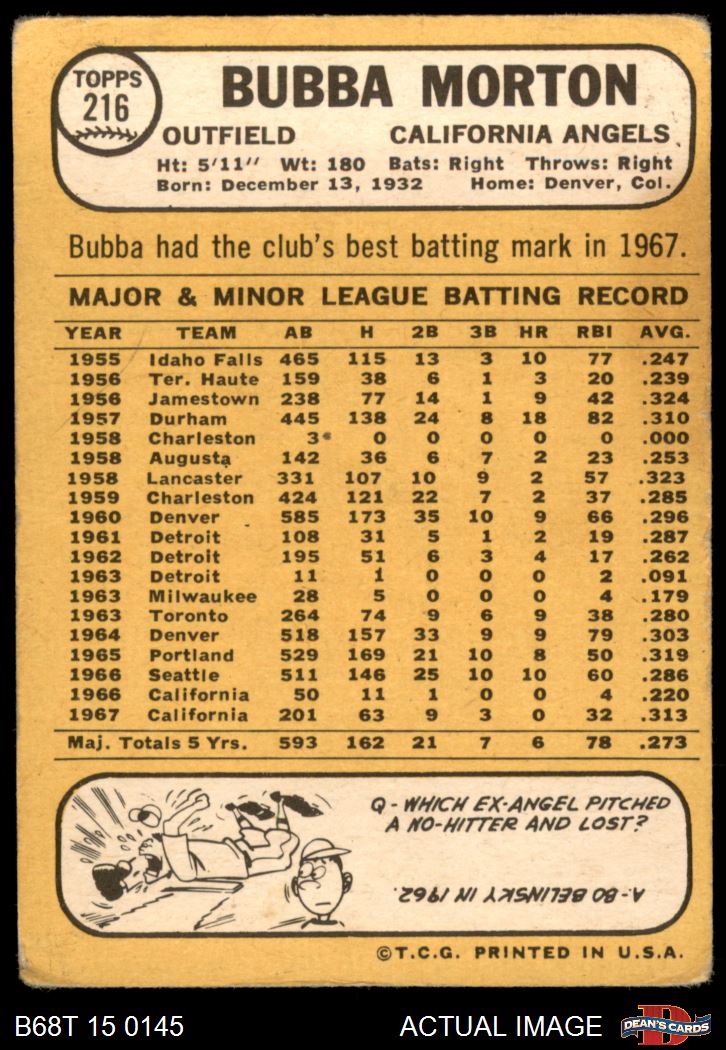 TOPPS
216
BUBBA MORTON
OUTFIELD CALIFORNIA ANGELS
Ht: 5'11" Wt: 180 Bats: Right Throws: Right
Born: December 13, 1932 Home: Denver, Col.
Bubba had the club's best batting mark in 1967.
MAJOR & MINOR LEAGUE BATTING RECORD
YEAR TEAM AB H 2B 3B HR RBI AVG.
1955 Idaho Falls 465 115 13 3 10 77 .247
1956 Ter. Haute 159 38 6 1 3 20 .239
1956 Jamestown 238 77 14 1 9 42 .324
1957 Durham 445 138 24 8 18 82 .310
1958 Charleston 3 0 0 0 0 0 .000
1958 Augusta 142 36 6 7 2 23 .253
1958 Lancaster 331 107 10 9 2 57 .323
1959 Charleston 424 121 22 7 2 37 .285
1960 Denver 585 173 35 10 9 66 .296
1961 Detroit 108 31 5 1 2 19 .287
1962 Detroit 195 51 6 3 4 17 .262
1963 Detroit 11 1 0 0 0 2 .091
1963 Milwaukee 28 5 0 0 0 4 .179
1963 Toronto 264 74 9 6 9 38 .280
1964 Denver 518 157 33 9 9 79 .303
1965 Portland 529 169 21 10 8 50 .319
1966 Seattle 511 146 25 10 10 60 .286
1966 California 50 11 1 0 0 4 .220
1967 California 201 63 9 3 0 32 .313
Maj. Totals 5 Yrs. 593 162 21 7 6 78 .273
Q - WHICH EX-ANGEL PITCHED
A NO-HITTER AND LOST?
A- BO BELINSKY IN 1962.
©T.C.G. PRINTED IN U.S.A.
B68T 15 0145 ACTUAL IMAGE
D
DEAN'S CARDS